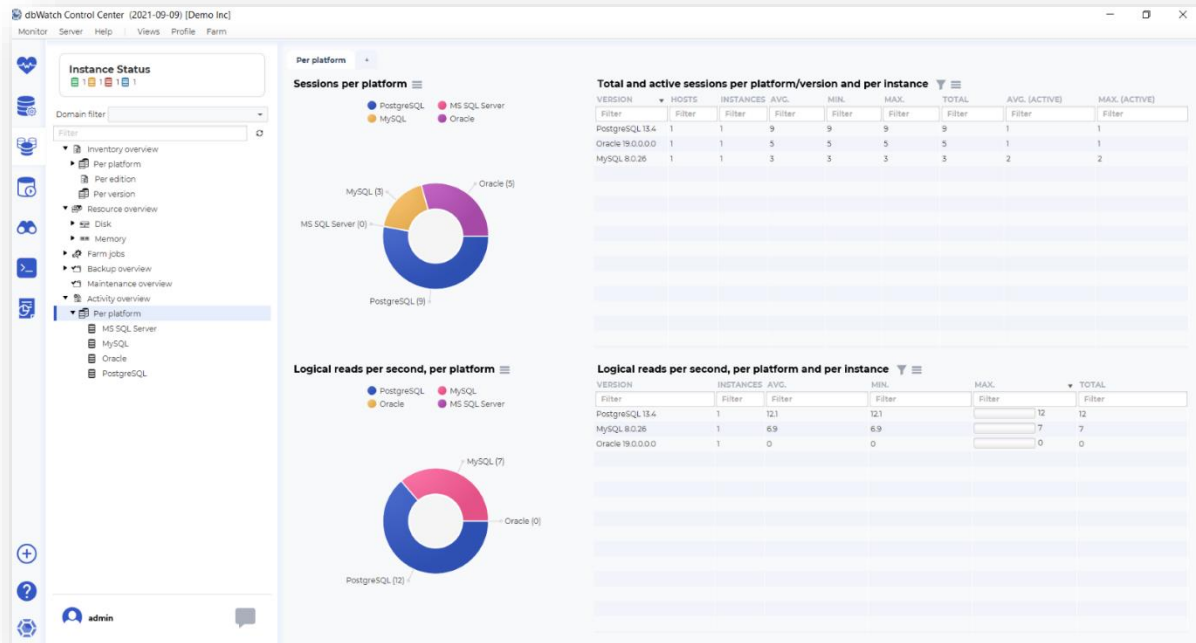 dbWatch Control Center (2021-09-09) [Demo Inc]
Monitor Server Help Views Profile Farm
Instance Status
1 1 1 1
Domain filter
Filter
Inventory overview
Per platform
Per edition
Per version
Resource overview
Disk
Memory
Farm jobs
Backup overview
Maintenance overview
Activity overview
Per platform
MS SQL Server
MySQL
Oracle
PostgreSQL
admin
Per platform +
Sessions per platform
PostgreSQL MS SQL Server
MySQL Oracle
Oracle (5)
MySQL (3)
MS SQL Server (0)
PostgreSQL (9)
Total and active sessions per platform/version and per instance
VERSION HOSTS INSTANCES AVG. MIN. MAX. TOTAL AVG. (ACTIVE) MAX. (ACTIVE)
Filter Filter Filter Filter Filter Filter Filter Filter Filter
PostgreSQL 13.4 1 1 9 9 9 9 1 1
Oracle 19.0.0.0.0 1 1 5 5 5 5 1 1
MySQL 8.0.26 1 1 3 3 3 3 2 2
Logical reads per second, per platform
PostgreSQL MySQL
Oracle MS SQL Server
MySQL (7)
Oracle (0)
PostgreSQL (12)
Logical reads per second, per platform and per instance
VERSION INSTANCES AVG. MIN. MAX. TOTAL
Filter Filter Filter Filter Filter Filter
PostgreSQL 13.4 1 12.1 12.1 12 12
MySQL 8.0.26 1 6.9 6.9 7 7
Oracle 19.0.0.0.0 1 0 0 0 0